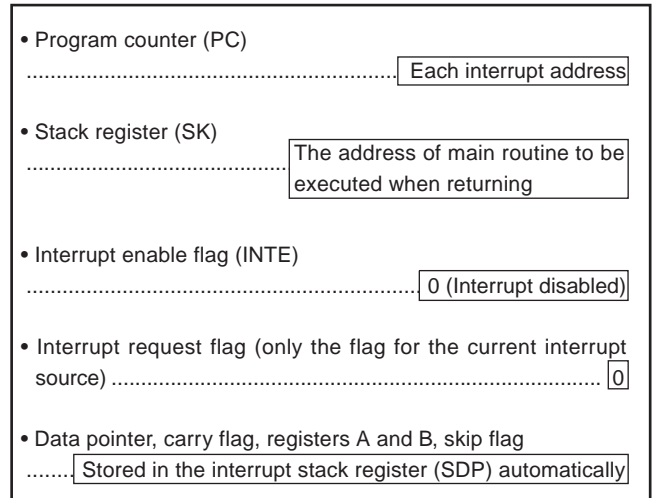 • Program counter (PC)
.............................................................. Each interrupt address
• Stack register (SK)
........................................... The address of main routine to be
executed when returning
• Interrupt enable flag (INTE)
................................................................. 0 (Interrupt disabled)
• Interrupt request flag (only the flag for the current interrupt
source) ................................................................................. 0
• Data pointer, carry flag, registers A and B, skip flag
........ Stored in the interrupt stack register (SDP) automatically